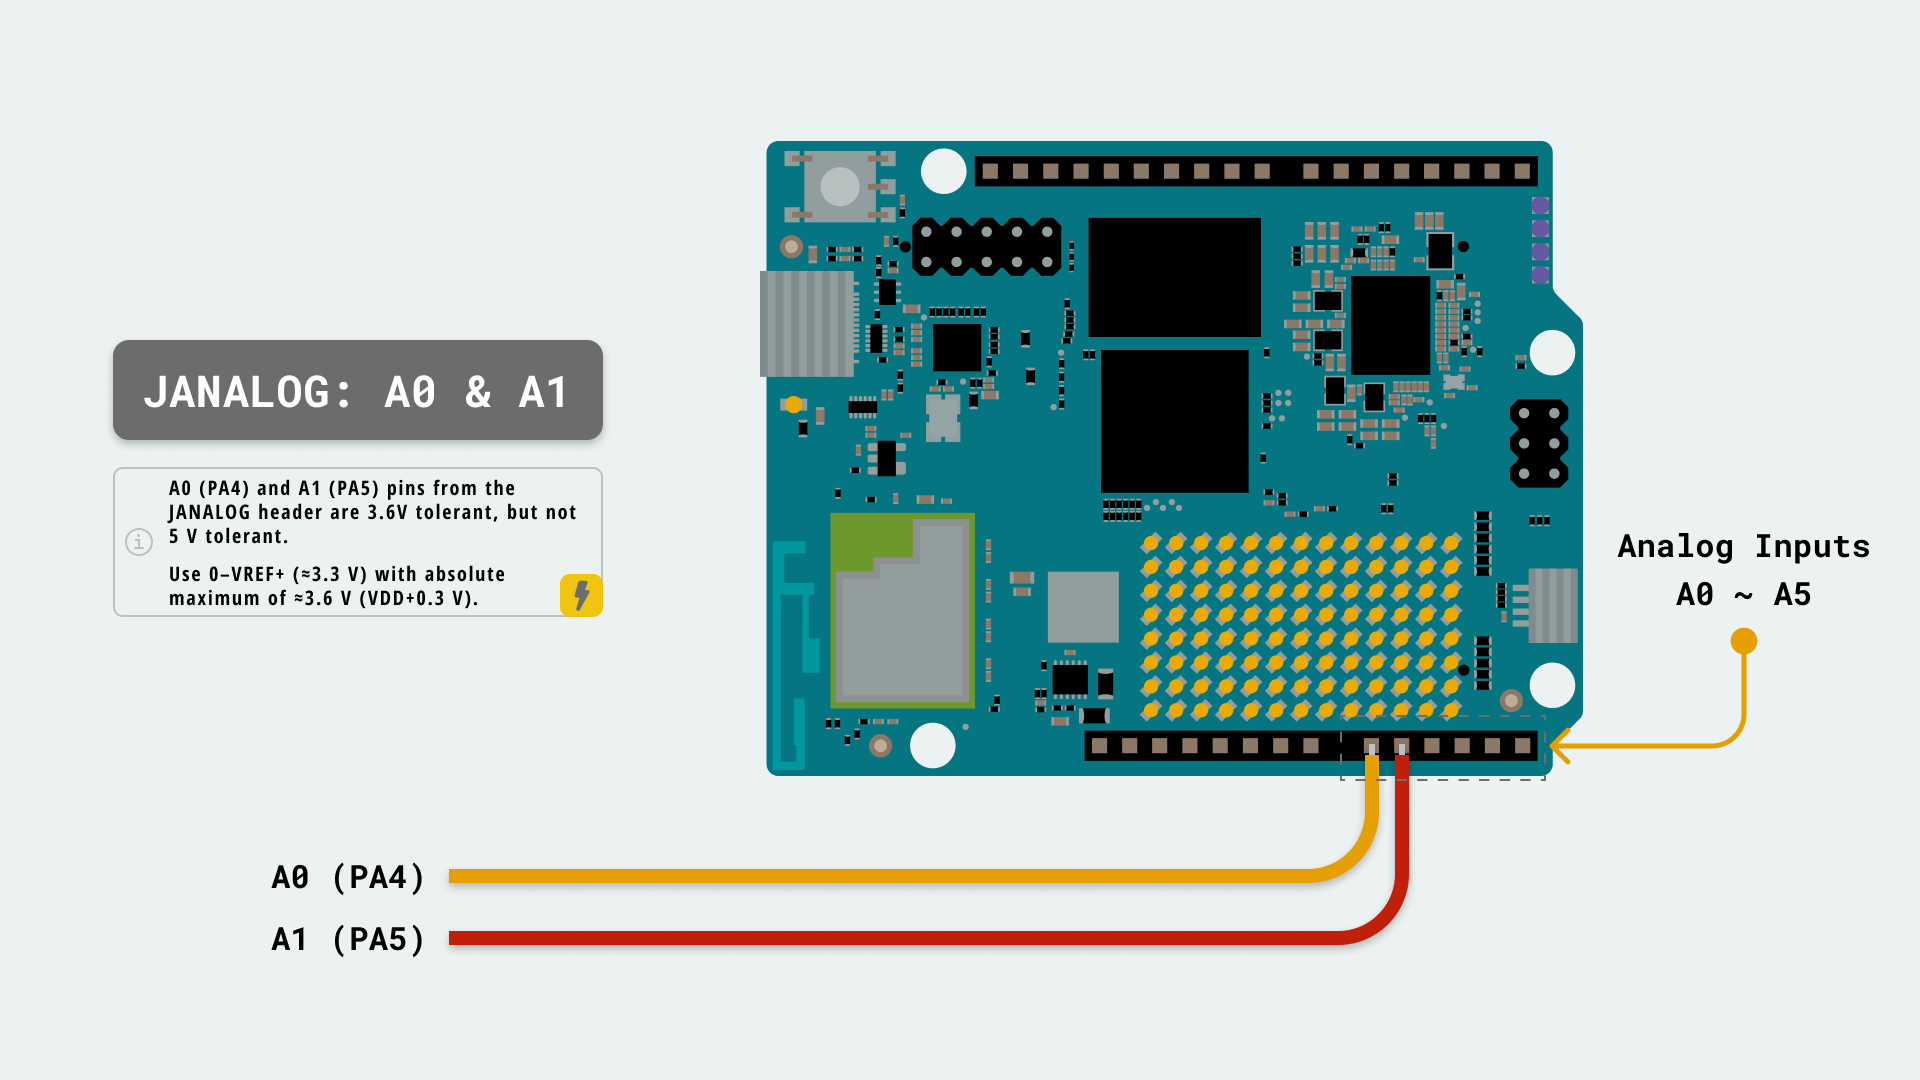 JANALOG: A0 & A1
A0 (PA4) and A1 (PA5) pins from the
JANALOG header are 3.6V tolerant, but not
5 V tolerant.
Use 0–VREF+ (≈3.3 V) with absolute
maximum of ≈3.6 V (VDD+0.3 V).
Analog Inputs
A0 ~ A5
A0 (PA4)
A1 (PA5)